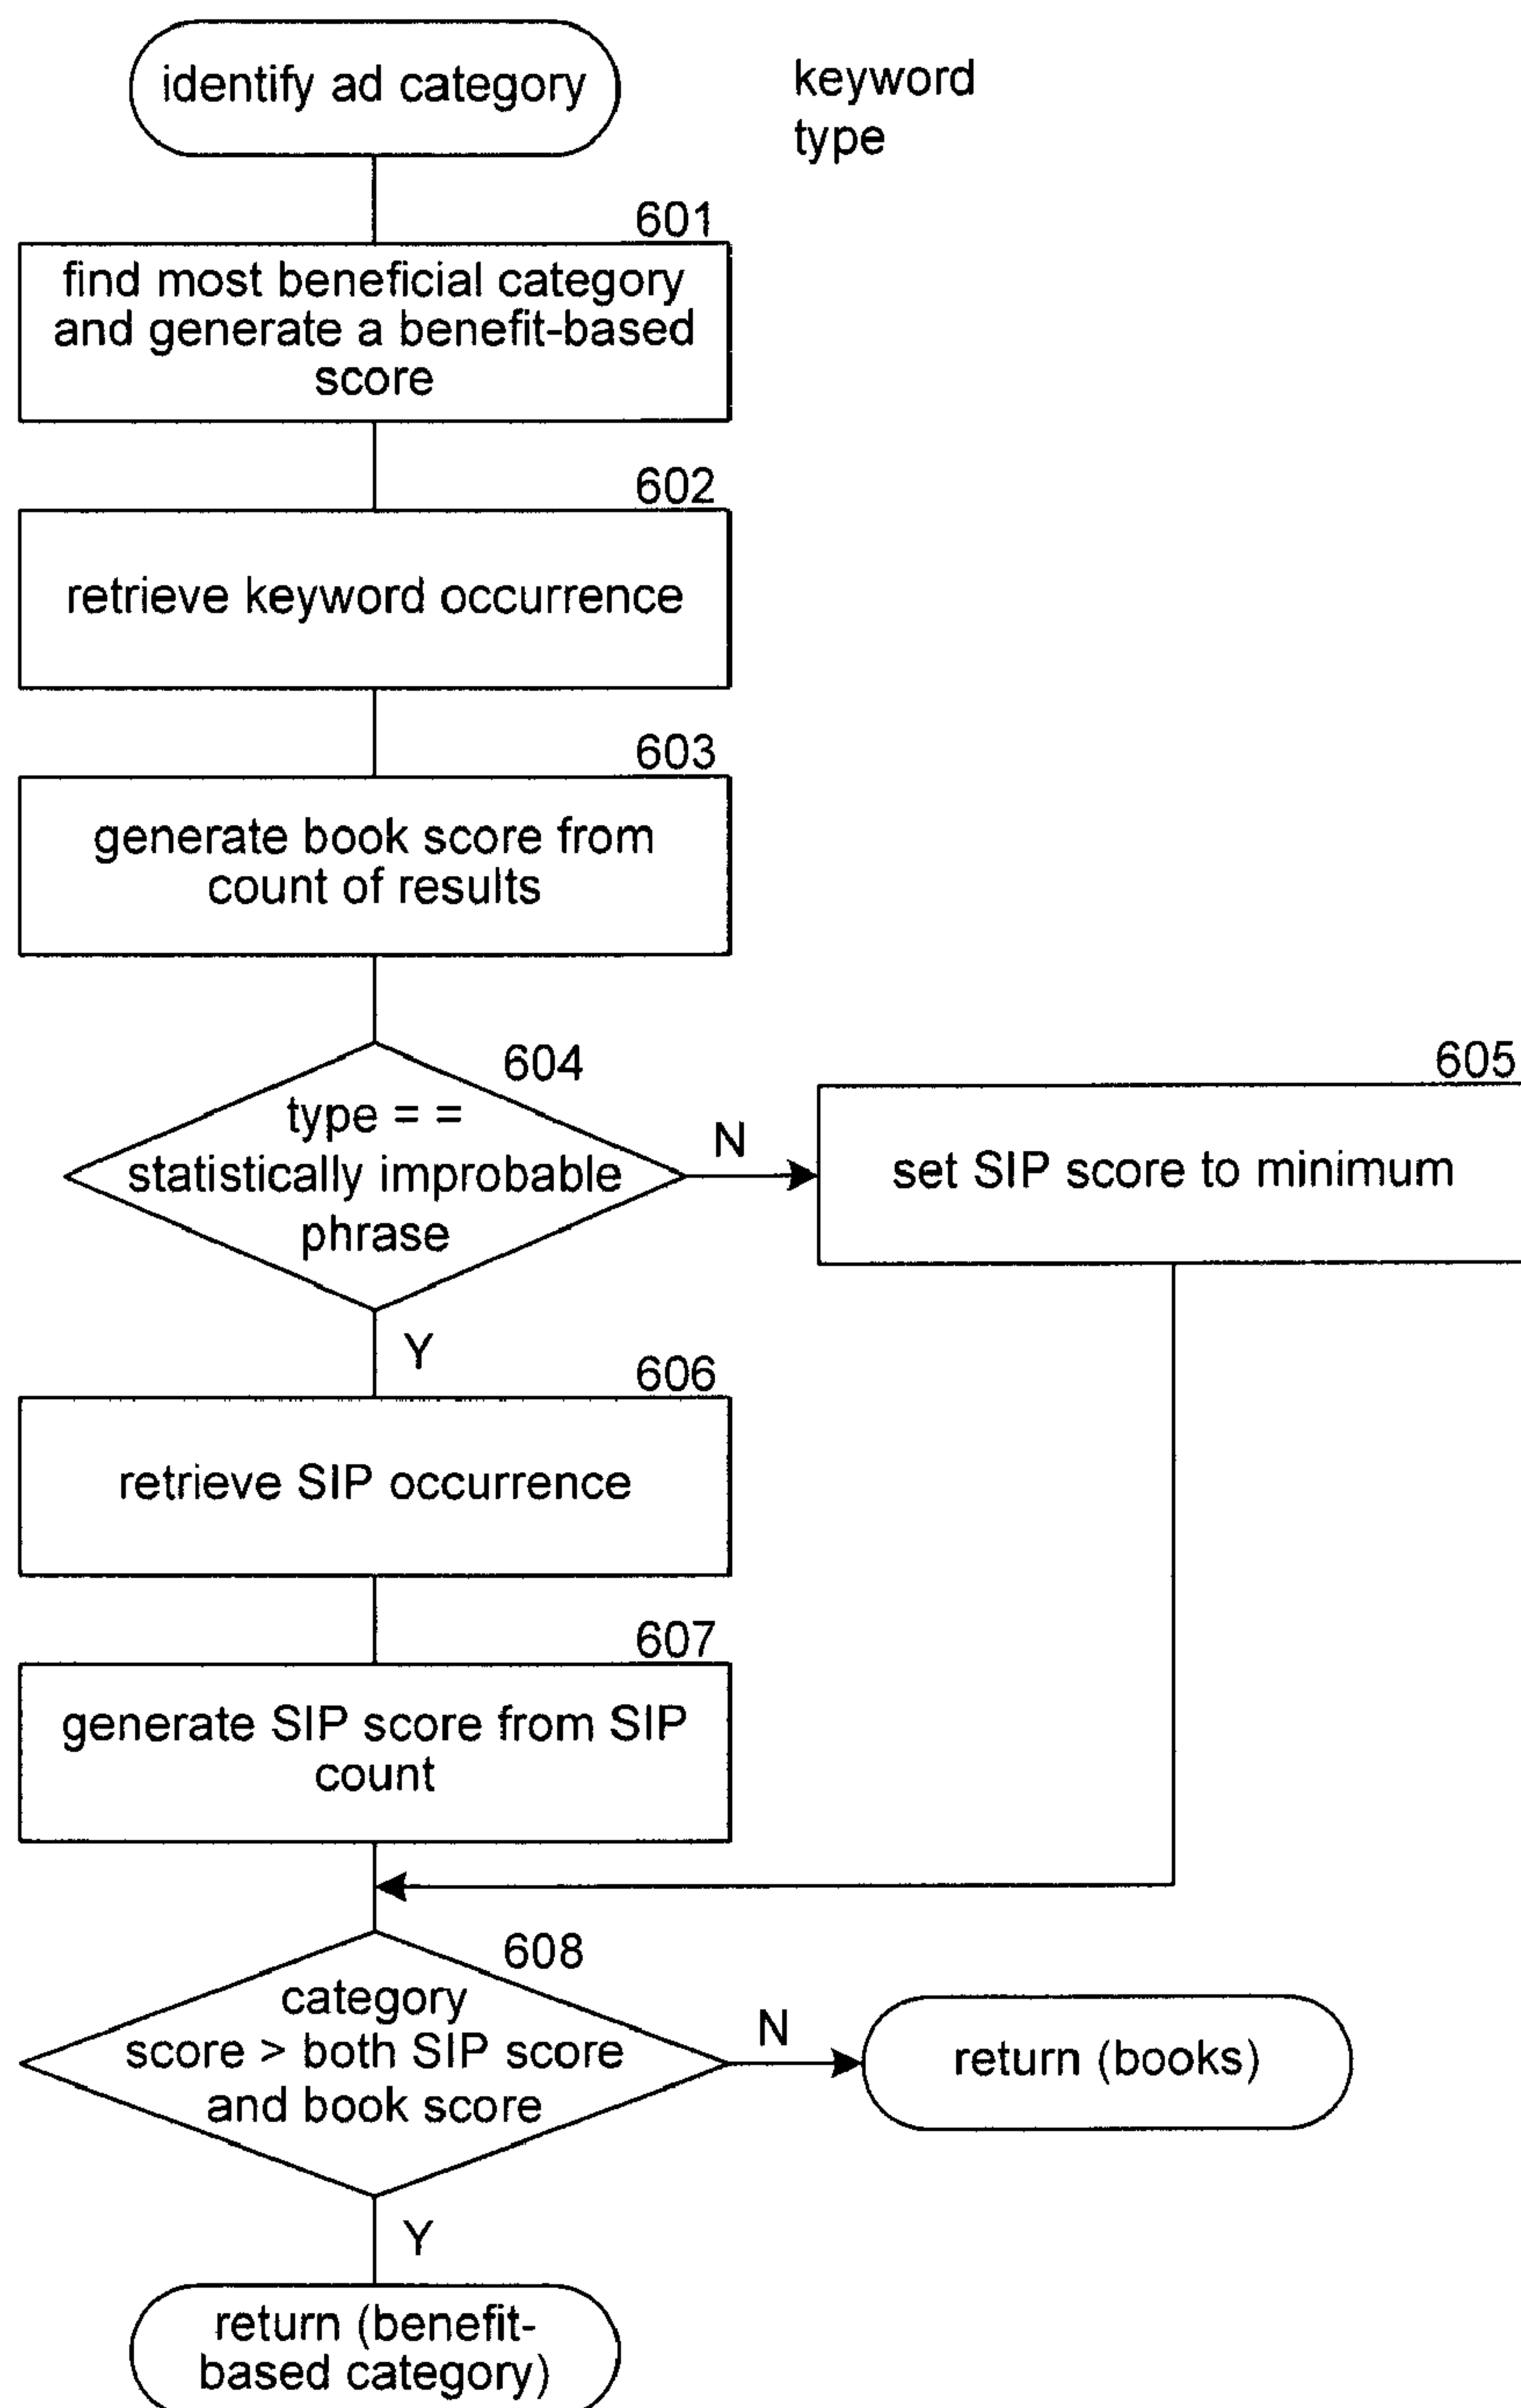 identify ad category
keyword
type
601
find most beneficial category
and generate a benefit-based
score
602
retrieve keyword occurrence
603
generate book score from
count of results
604
type = =
statistically improbable
phrase
N
605
set SIP score to minimum
Y
606
retrieve SIP occurrence
607
generate SIP score from SIP
count
608
category
score > both SIP score
and book score
N
return (books)
Y
return (benefit-
based category)